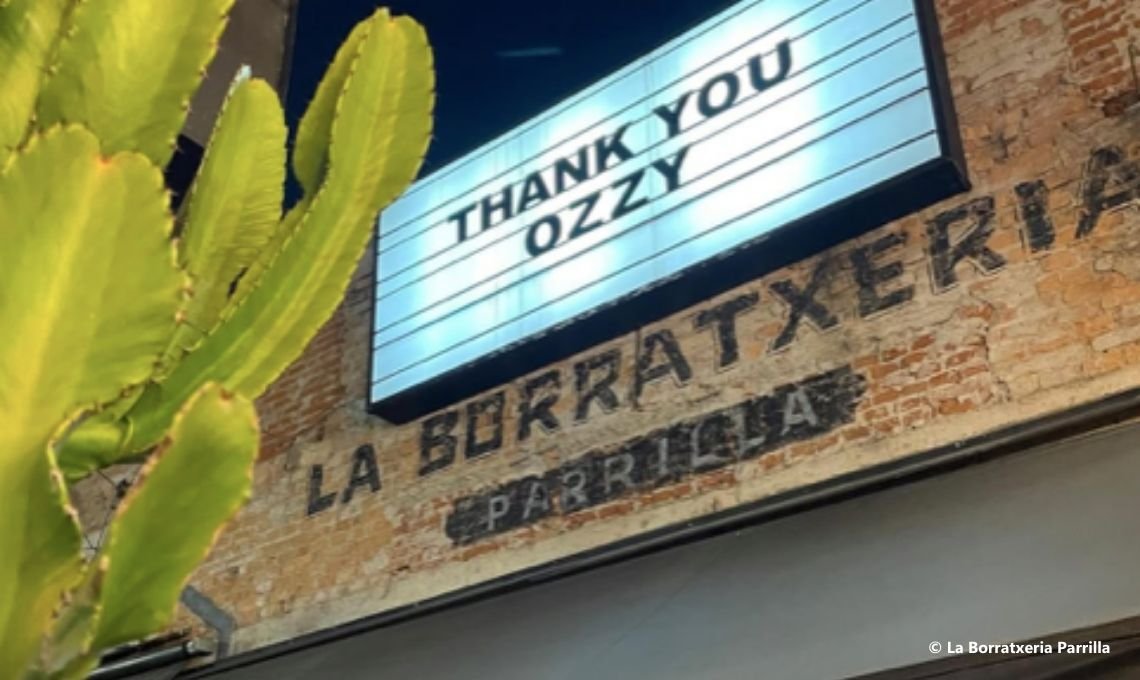 THANK YOU
OZZY
LA BORRATXERIA
PARRILLA
© La Borratxeria Parrilla